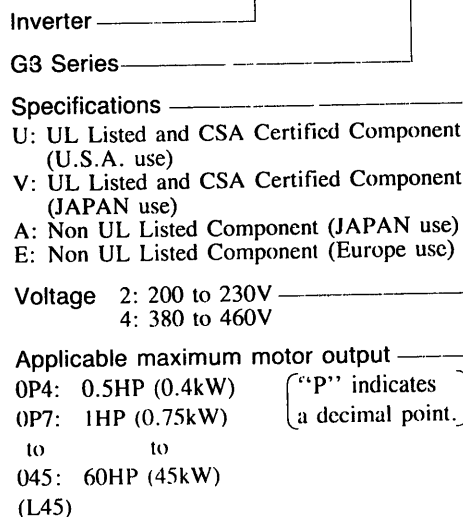 Inverter
G3 Series
Specifications
U: UL Listed and CSA Certified Component
(U.S.A. use)
V: UL Listed and CSA Certified Component
(JAPAN use)
A: Non UL Listed Component (JAPAN use)
E: Non UL Listed Component (Europe use)
Voltage 2: 200 to 230V
4: 380 to 460V
Applicable maximum motor output
0P4: 0.5HP (0.4kW) "P" indicates
0P7: 1HP (0.75kW) a decimal point.
to to
045: 60HP (45kW)
(L45)